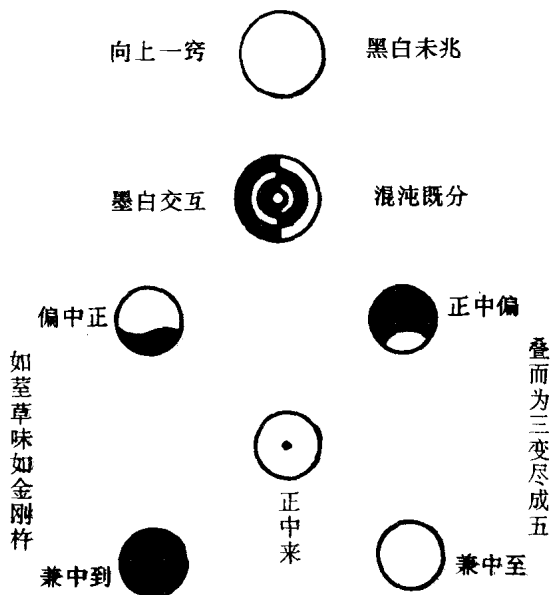 向上一窍
黑白未兆
墨白交互
混沌既分
偏中正
正中偏
叠而为三变尽成五
如荎草味如金刚杵
正中来
兼中到
兼中至